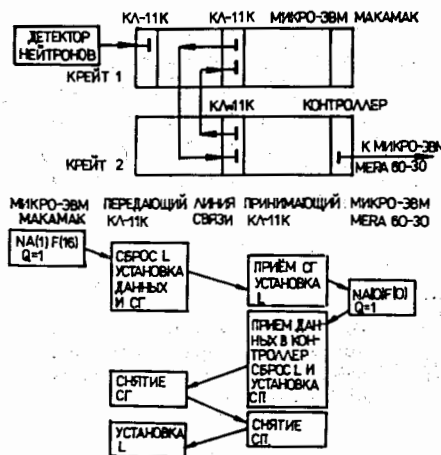 КЛ-11К КЛ-11К МИКРО-ЭВМ МАКАМАК
ДЕТЕКТОР
НЕЙТРОНОВ
КРЕЙТ 1
КЛ-11К КОНТРОЛЛЕР
К МИКРО-ЭВМ
MERA 60-30
КРЕЙТ 2
МИКРО-ЭВМ ПЕРЕДАЮЩИЙ ЛИНИЯ ПРИНИМАЮЩИЙ МИКРО-ЭВМ
МАКАМАК КЛ-11К СВЯЗИ КЛ-11К MERA 60-30
NA(1)F(16)
Q=1
СБРОС L
УСТАНОВКА
ДАННЫХ
И СГ
ПРИЁМ СГ
УСТАНОВКА
L
NA(0)F(0)
Q=1
ПРИЕМ ДАН
НЫХ В КОН-
ТРОЛЛЕР
СБРОС L И
УСТАНОВКА
СП
СНЯТИЕ
СГ
СНЯТИЕ
СП
УСТАНОВКА
L